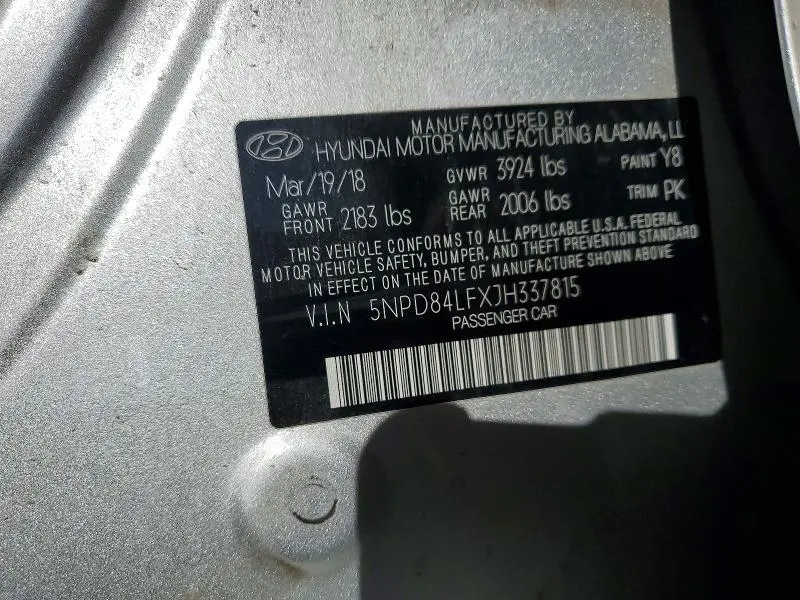 MANUFACTURED BY
HYUNDAI MOTOR MANUFACTURING ALABAMA, LL
Mar/19/18 GVWR 3924 lbs PAINT Y8
GAWR FRONT 2183 lbs GAWR REAR 2006 lbs TRIM PK
THIS VEHICLE CONFORMS TO ALL APPLICABLE U.S.A. FEDERAL
MOTOR VEHICLE SAFETY, BUMPER, AND THEFT PREVENTION STANDARD
IN EFFECT ON THE DATE OF MANUFACTURE SHOWN ABOVE
V.I.N 5NPD84LFXJH337815
PASSENGER CAR